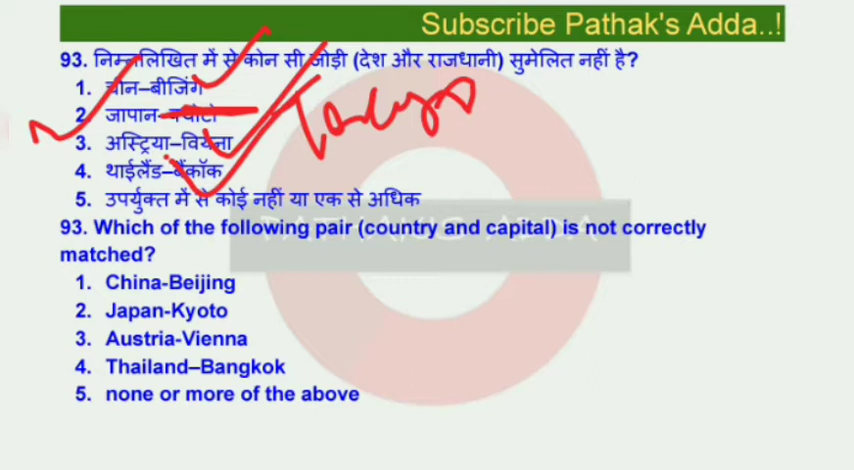 Subscribe Pathak's Adda..!
93. निम्नलिखित में से कोन सी जोड़ी (देश और राजधानी) सुमेलित नहीं है?
1. चीन–बीजिंग
2. जापान–क्योटो
Tokyo
3. अस्ट्रिया–वियना
4. थाईलैंड–बैंकॉक
5. उपर्युक्त में से कोई नहीं या एक से अधिक
PATHAK'S ADDA
93. Which of the following pair (country and capital) is not correctly
matched?
1. China-Beijing
2. Japan-Kyoto
3. Austria-Vienna
4. Thailand–Bangkok
5. none or more of the above